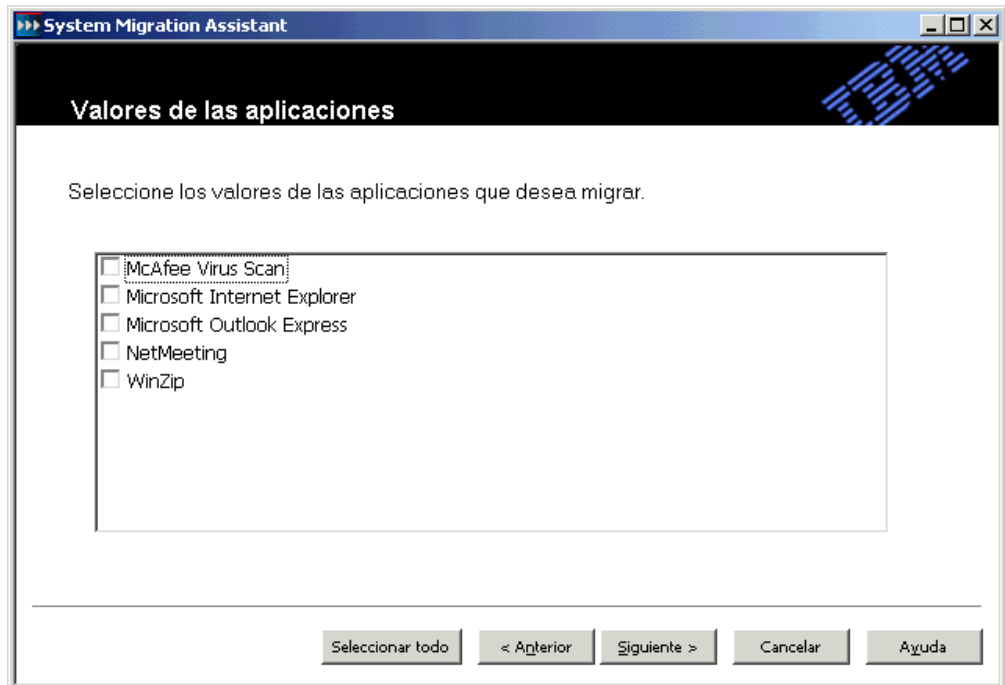 System Migration Assistant
IBM
Valores de las aplicaciones
Seleccione los valores de las aplicaciones que desea migrar.
McAfee Virus Scan
Microsoft Internet Explorer
Microsoft Outlook Express
NetMeeting
WinZip
Seleccionar todo
< Anterior
Siguiente >
Cancelar
Ayuda